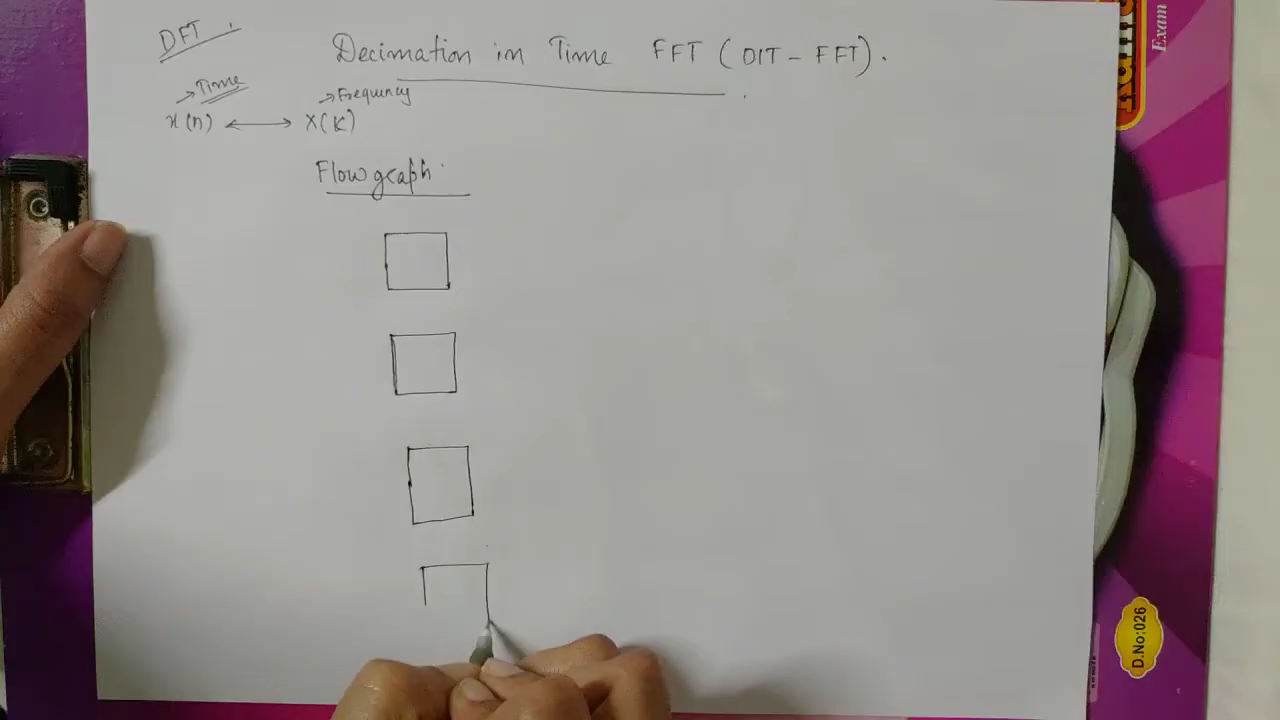 DFT.
Decimation in Time FFT (DIT - FFT).
→Time
→Frequency
x(n) ⟷ X(K)
Flow graph.
Exam
D.No:026